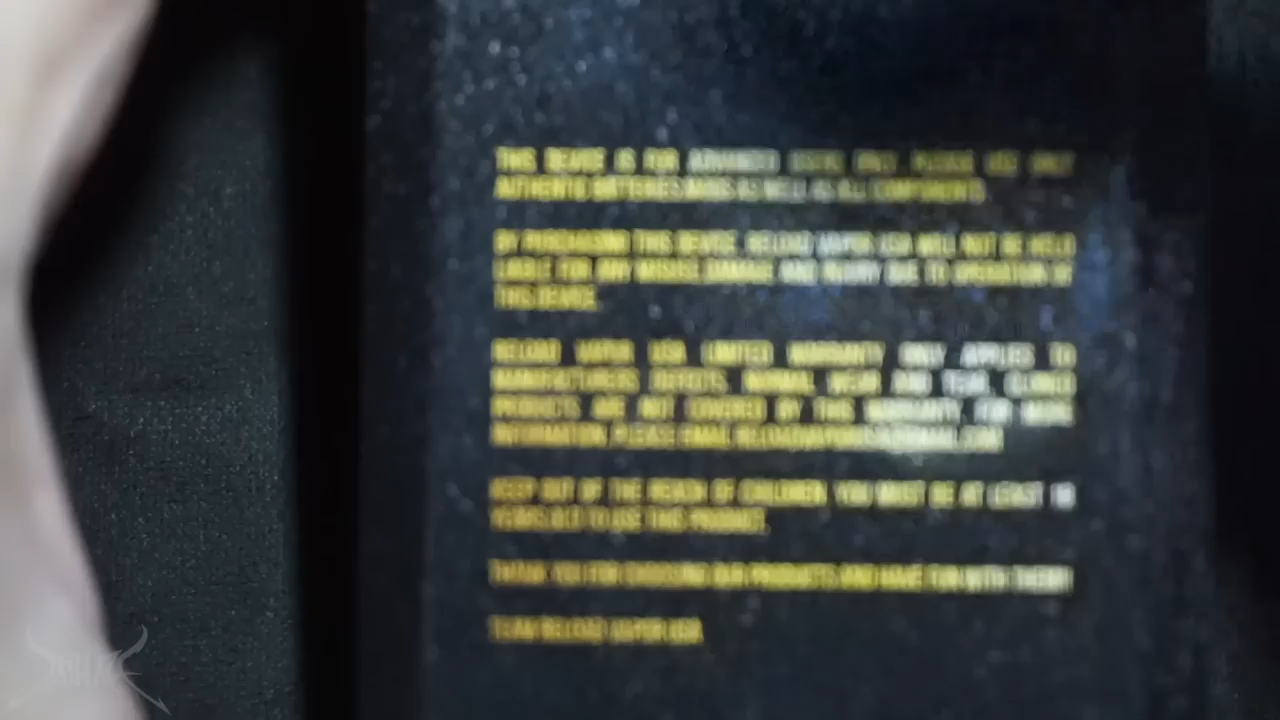 THIS DEVICE IS FOR ADVANCED USERS ONLY. PLEASE USE ONLY
AUTHENTIC BATTERIES MODS AS WELL AS ALL COMPONENTS.
BY PURCHASING THIS DEVICE, RELOAD VAPOR USA WILL NOT BE HELD
LIABLE FOR ANY MISUSE, DAMAGE AND INJURY DUE TO OPERATION OF
THIS DEVICE.
RELOAD VAPOR USA LIMITED WARRANTY ONLY APPLIES TO
MANUFACTURERS DEFECTS. NORMAL WEAR AND TEAR,
PRODUCTS ARE NOT COVERED BY THIS WARRANTY. FOR MORE
INFORMATION, PLEASE EMAIL
KEEP OUT OF THE REACH OF CHILDREN. YOU MUST BE AT LEAST
YEARS OLD TO USE THIS PRODUCT.
THANK YOU FOR CHOOSING OUR PRODUCTS AND HAVE FUN WITH THEM!
TEAM RELOAD VAPOR USA